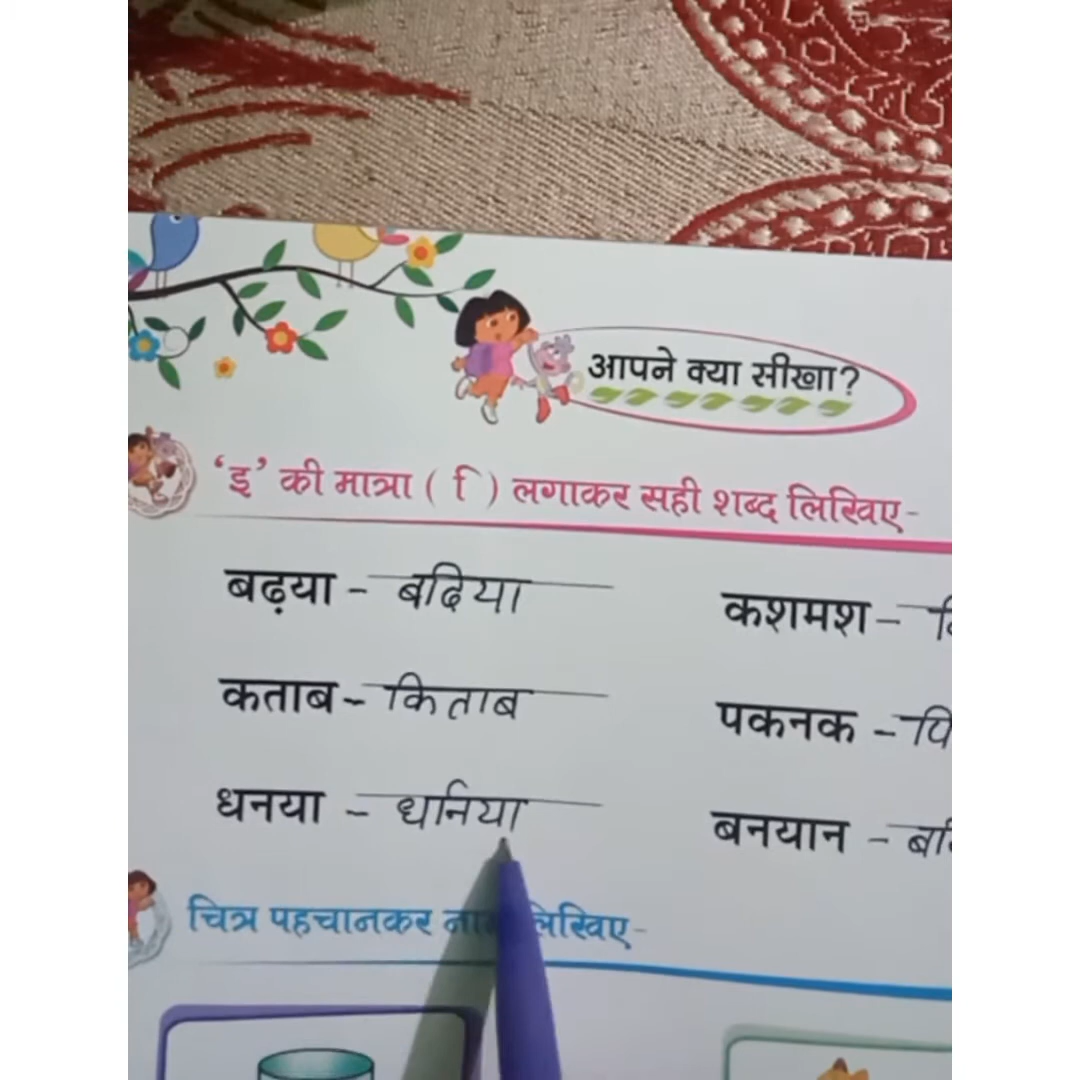 आपने क्या सीखा?
'इ' की मात्रा ( ि ) लगाकर सही शब्द लिखिए-
बढ़या - बढिया कशमश-
कताब - किताब पकनक -
धनया - धनिया बनयान -
चित्र पहचानकर लिखिए-